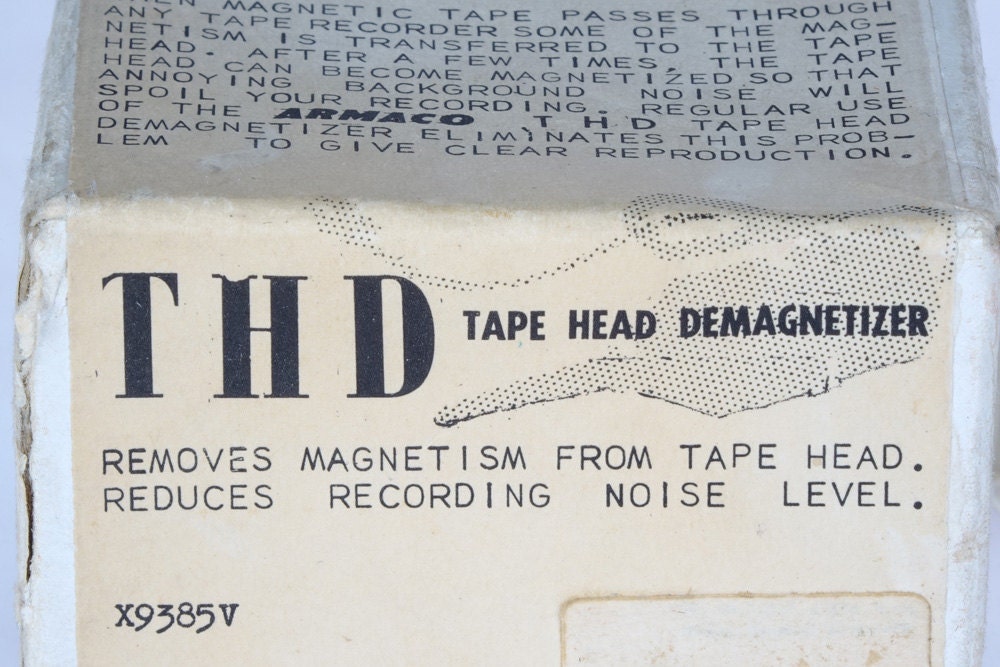 WHEN MAGNETIC TAPE PASSES THROUGH
ANY TAPE RECORDER SOME OF THE MAG-
NETISM IS TRANSFERRED TO THE TAPE
HEAD. AFTER A FEW TIMES, THE TAPE
HEAD CAN BECOME MAGNETIZED SO THAT
ANNOYING BACKGROUND NOISE WILL
SPOIL YOUR RECORDING. REGULAR USE
OF THE ARMACO THD TAPE HEAD
DEMAGNETIZER ELIMINATES THIS PROB-
LEM TO GIVE CLEAR REPRODUCTION.
THD TAPE HEAD DEMAGNETIZER
REMOVES MAGNETISM FROM TAPE HEAD.
REDUCES RECORDING NOISE LEVEL.
X9385V